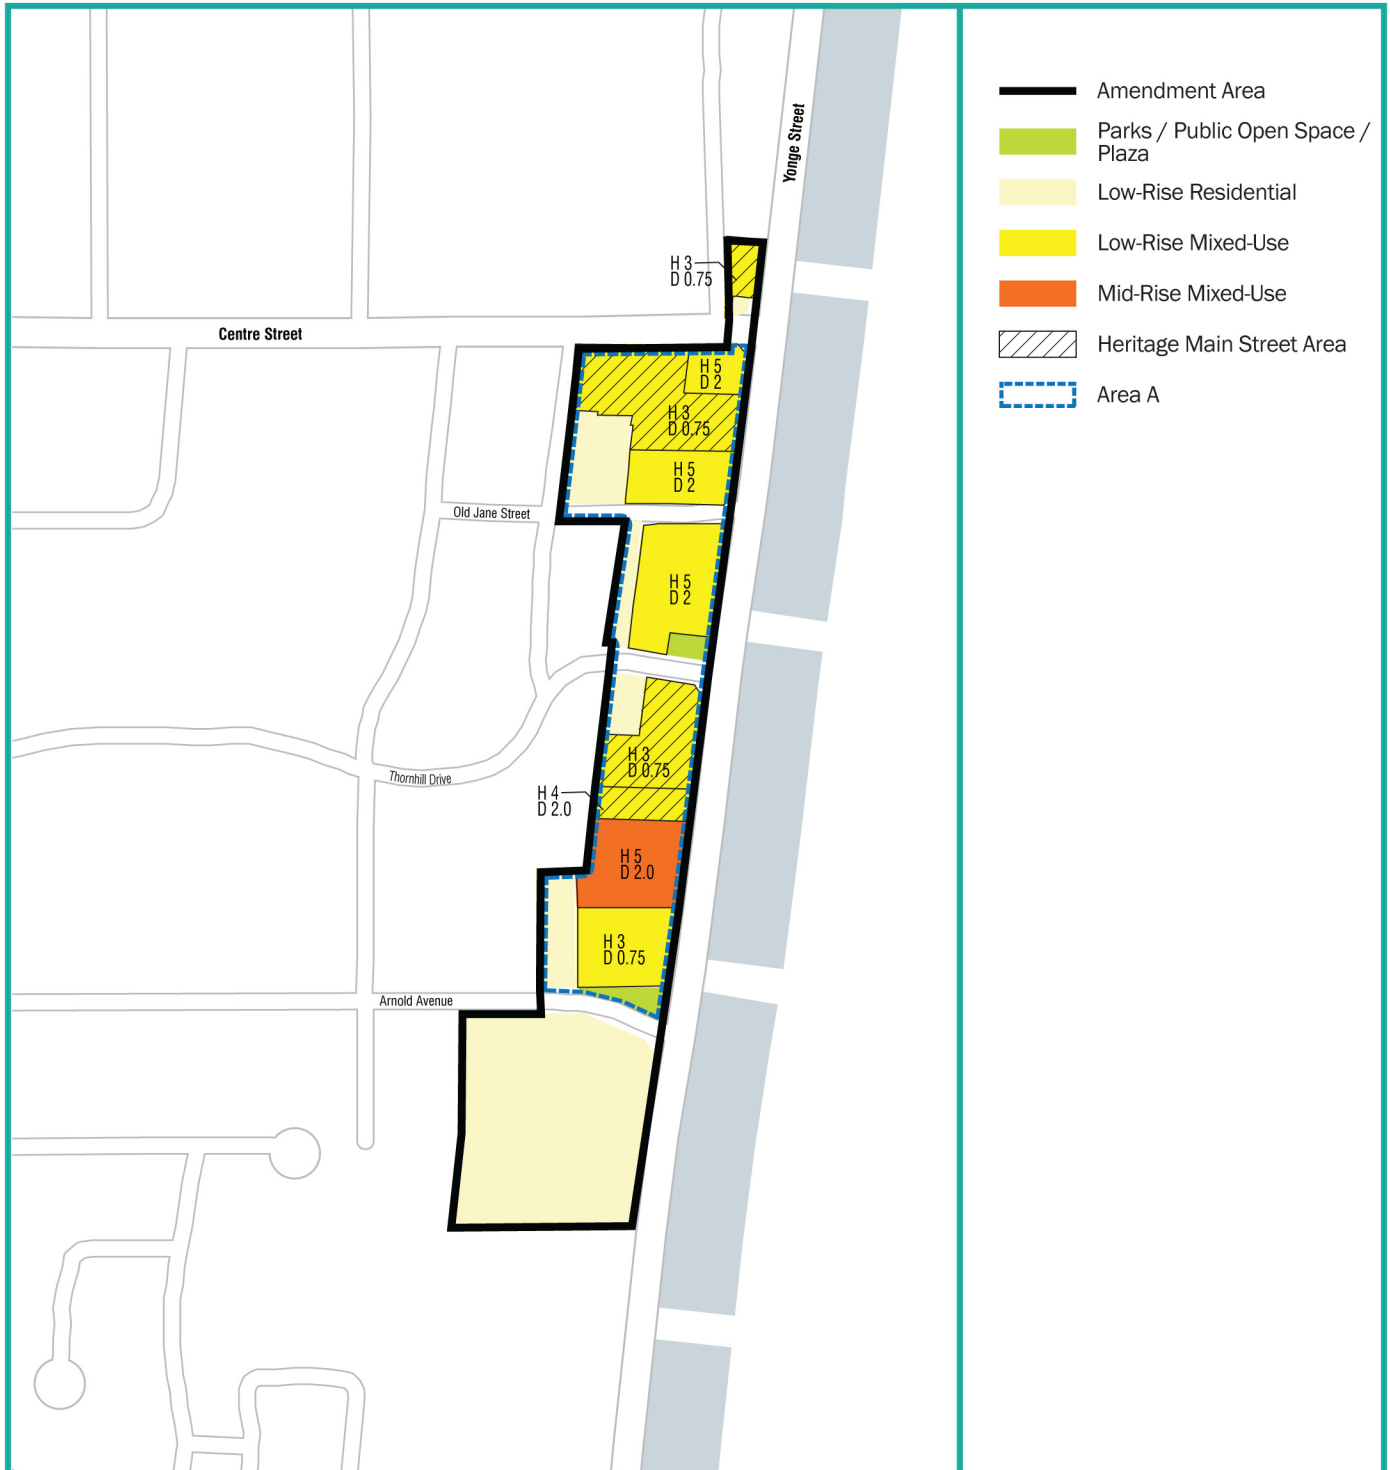 Yonge Street
H 3
D 0.75
Centre Street
H 5
D 2
H 3
D 0.75
H 5
D 2
Old Jane Street
H 5
D 2
H 3
D 0.75
Thornhill Drive
H 4
D 2.0
H 5
D 2.0
H 3
D 0.75
Arnold Avenue
Amendment Area
Parks / Public Open Space /
Plaza
Low-Rise Residential
Low-Rise Mixed-Use
Mid-Rise Mixed-Use
Heritage Main Street Area
Area A